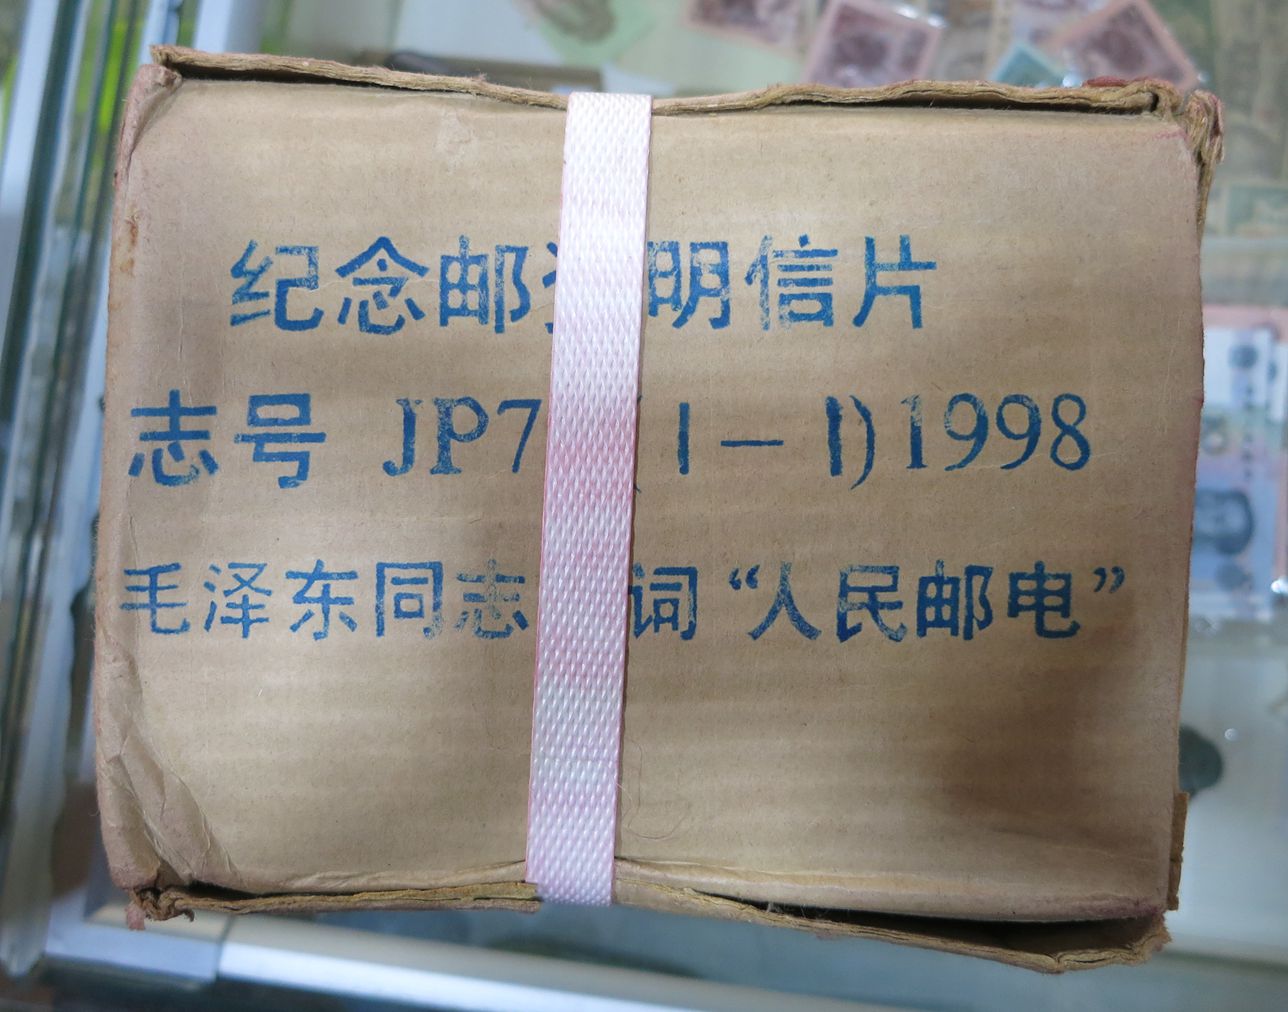 纪念邮 明信片
志号 JP7 (1－1)1998
毛泽东同志 词“人民邮电”